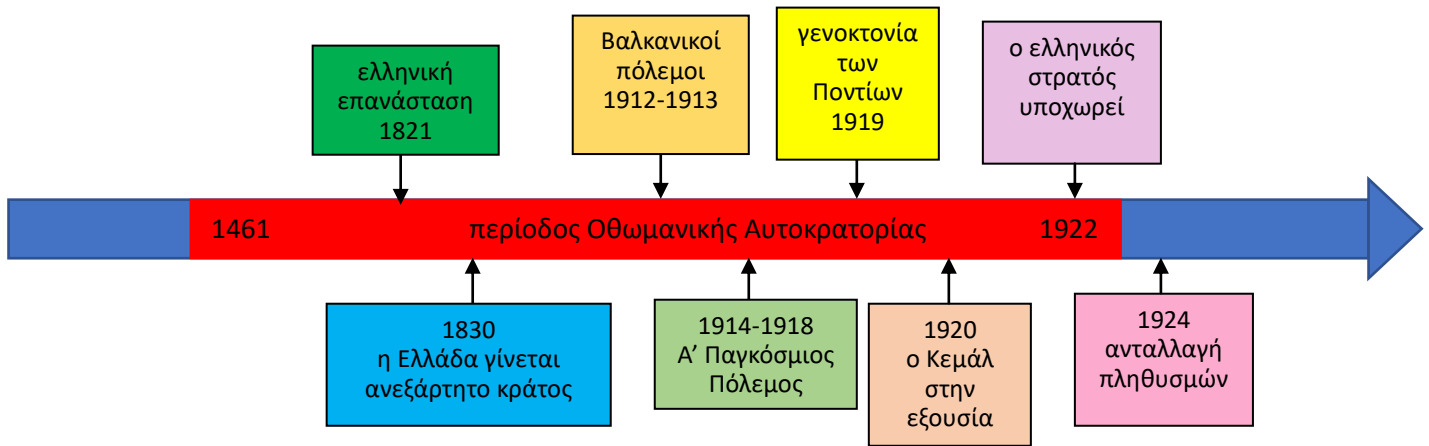 ελληνική
επανάσταση
1821
Βαλκανικοί
πόλεμοι
1912-1913
γενοκτονία
των
Ποντίων
1919
ο ελληνικός
στρατός
υποχωρεί
1461 περίοδος Οθωμανικής Αυτοκρατορίας 1922
1830
η Ελλάδα γίνεται
ανεξάρτητο κράτος
1914-1918
Α’ Παγκόσμιος
Πόλεμος
1920
ο Κεμάλ
στην
εξουσία
1924
ανταλλαγή
πληθυσμών